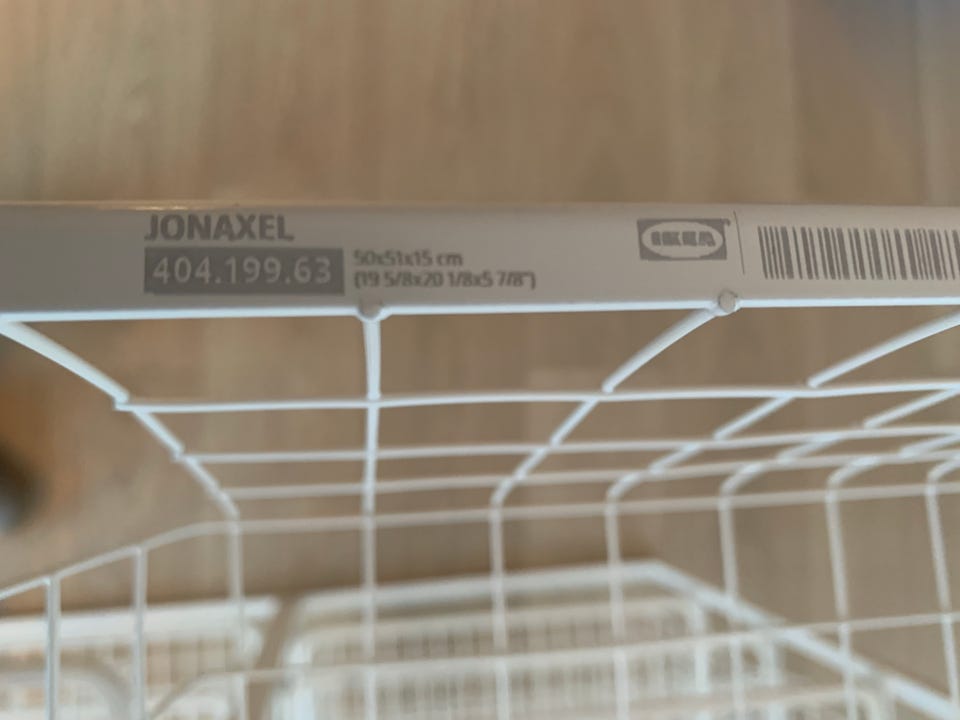 JONAXEL
404.199.63
50x51x15 cm
(19 5/8x20 1/8x5 7/8")
IKEA